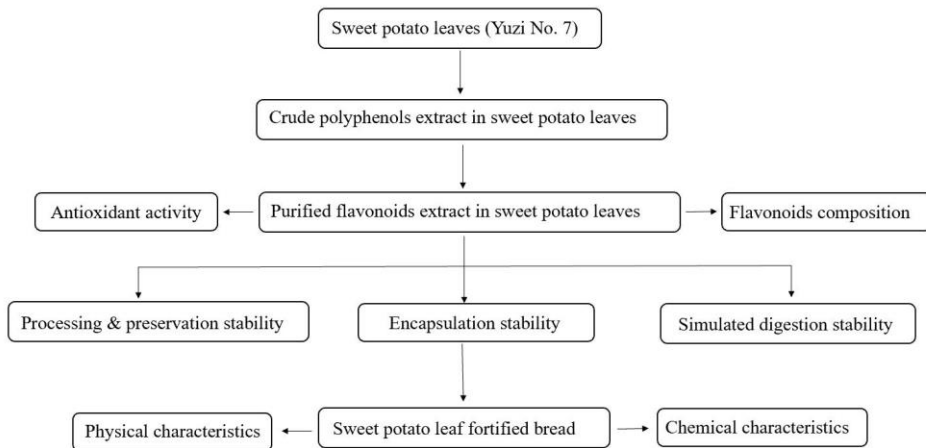 Sweet potato leaves (Yuzi No. 7)
Crude polyphenols extract in sweet potato leaves
Antioxidant activity
Purified flavonoids extract in sweet potato leaves
Flavonoids composition
Processing & preservation stability
Encapsulation stability
Simulated digestion stability
Physical characteristics
Sweet potato leaf fortified bread
Chemical characteristics